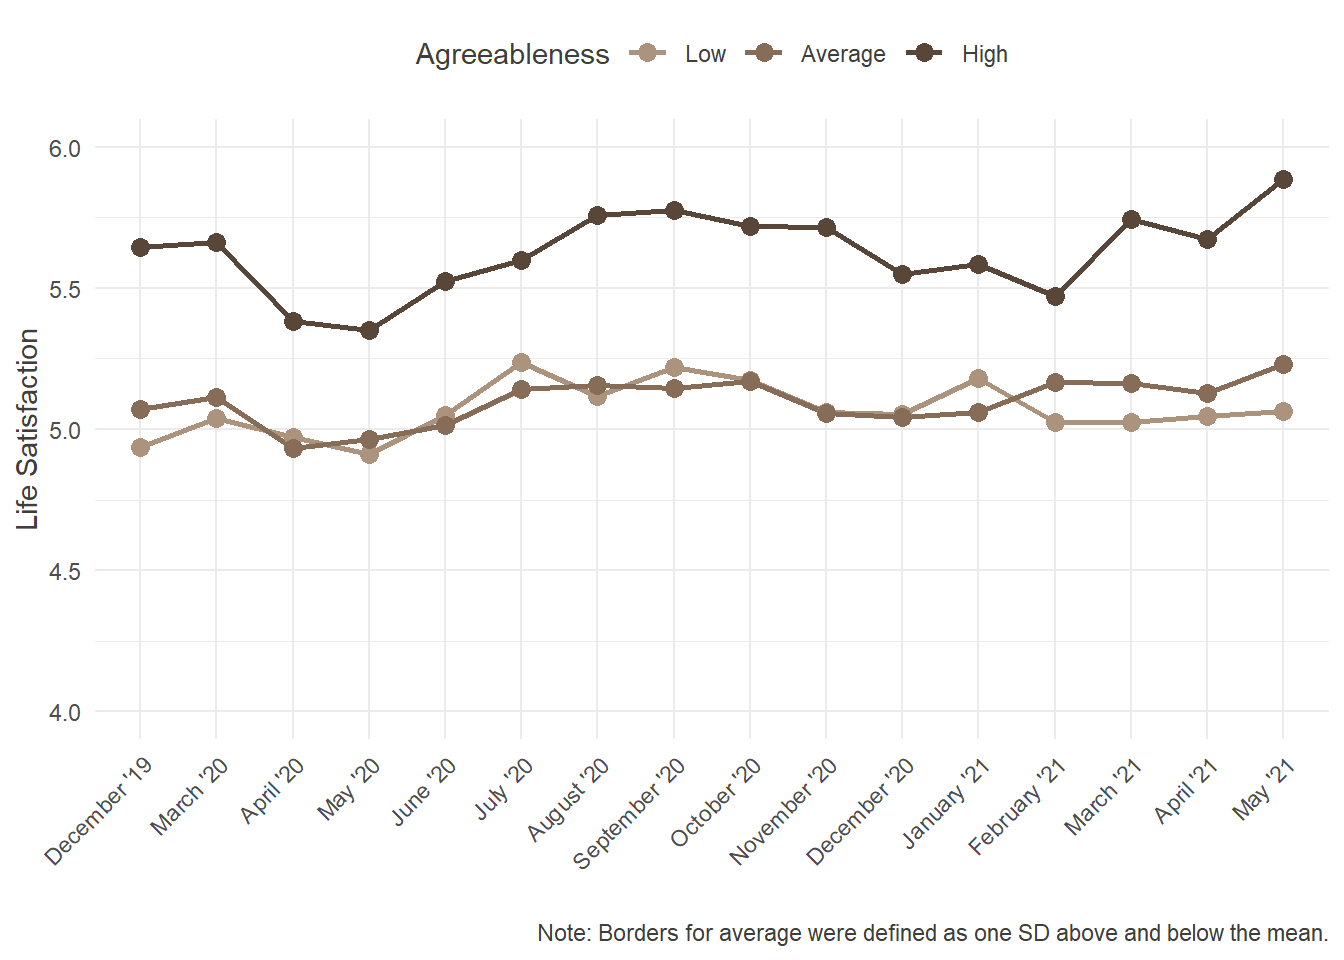 Agreeableness Low Average High
6.0
5.5
5.0
4.5
4.0
Life Satisfaction
December '19
March '20
April '20
May '20
June '20
July '20
August '20
September '20
October '20
November '20
December '20
January '21
February '21
March '21
April '21
May '21
Note: Borders for average were defined as one SD above and below the mean.